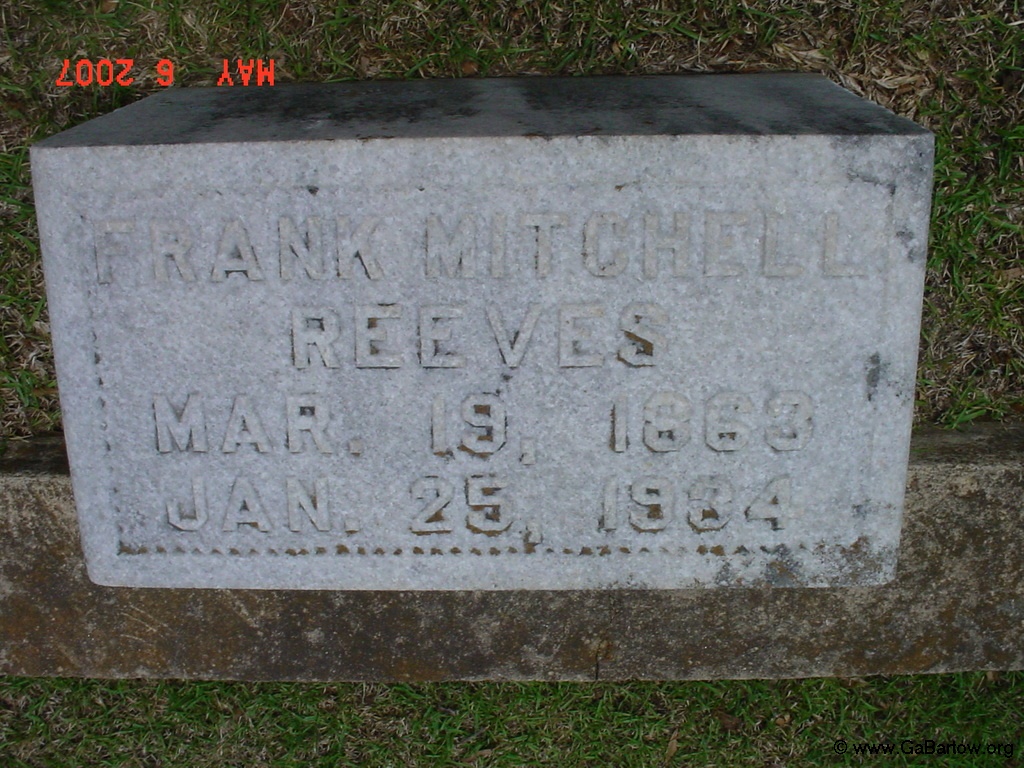 MAY 6 2007
FRANK MITCHELL
REEVES
MAR. 19, 1863
JAN. 25, 1934
© www.GaBarlow.org